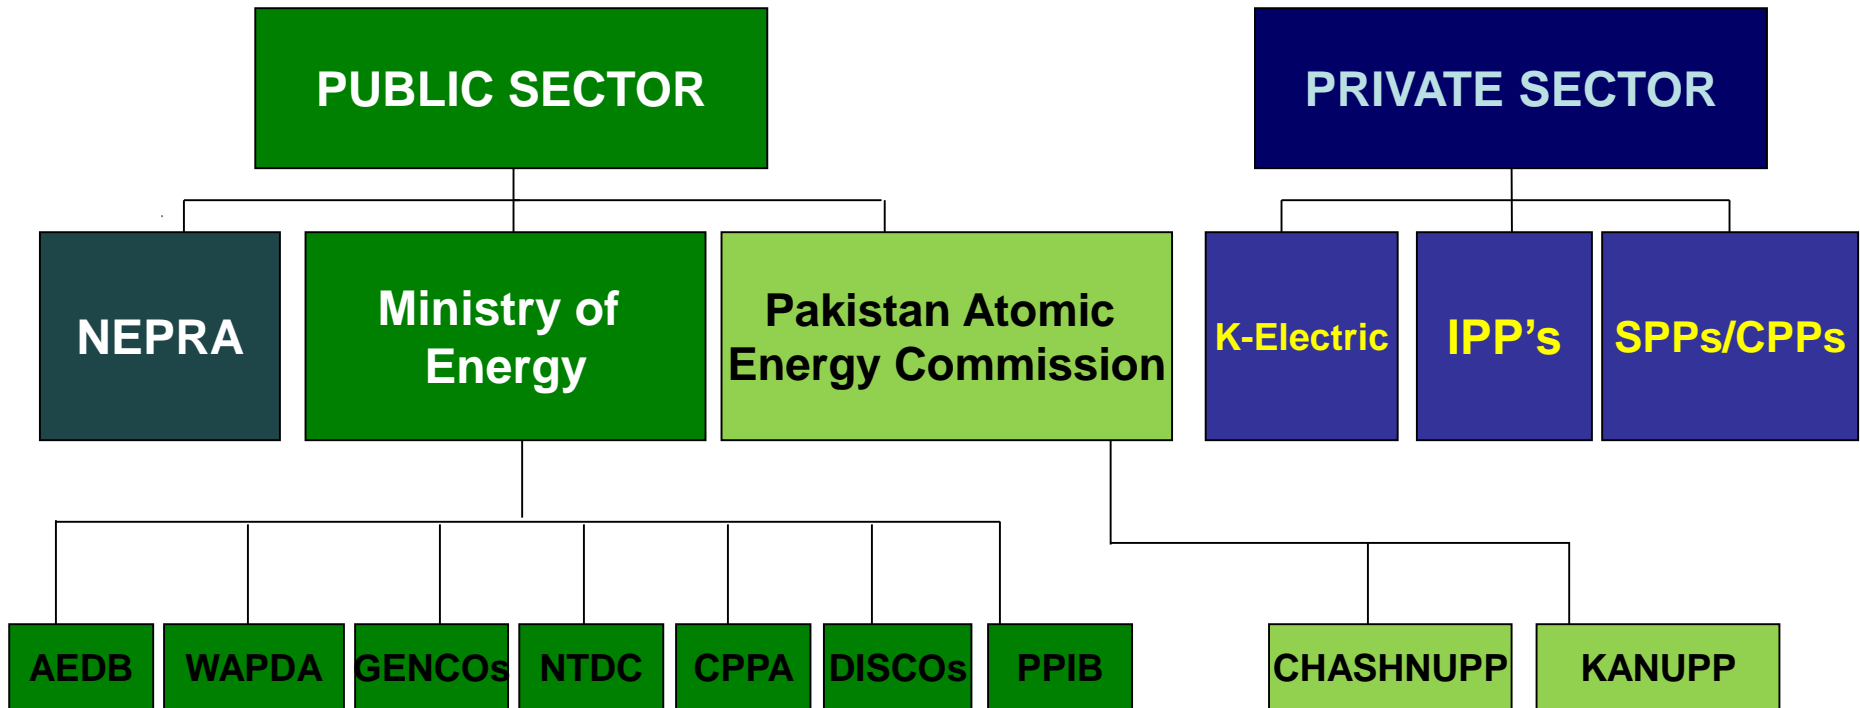 PUBLIC SECTOR
PRIVATE SECTOR
NEPRA
Ministry of
Energy
Pakistan Atomic
Energy Commission
K-Electric
IPP’s
SPPs/CPPs
AEDB
WAPDA
GENCOs
NTDC
CPPA
DISCOs
PPIB
CHASHNUPP
KANUPP